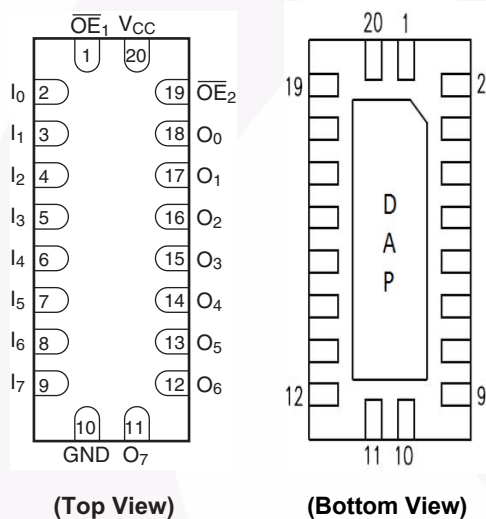 OE1 VCC
1 20
I0 2 19 OE2
I1 3 18 O0
I2 4 17 O1
I3 5 16 O2
I4 6 15 O3
I5 7 14 O4
I6 8 13 O5
I7 9 12 O6
10 11
GND O7
(Top View)
20 1
19 2
D
A
P
12 9
11 10
(Bottom View)